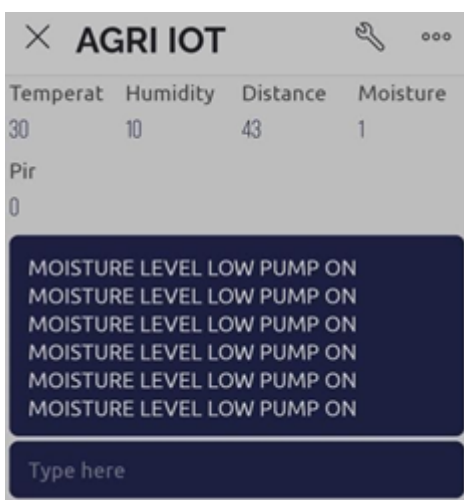 AGRI IOT
Temperat Humidity Distance Moisture
30 10 43 1
Pir
0
MOISTURE LEVEL LOW PUMP ON
MOISTURE LEVEL LOW PUMP ON
MOISTURE LEVEL LOW PUMP ON
MOISTURE LEVEL LOW PUMP ON
MOISTURE LEVEL LOW PUMP ON
MOISTURE LEVEL LOW PUMP ON
Type here